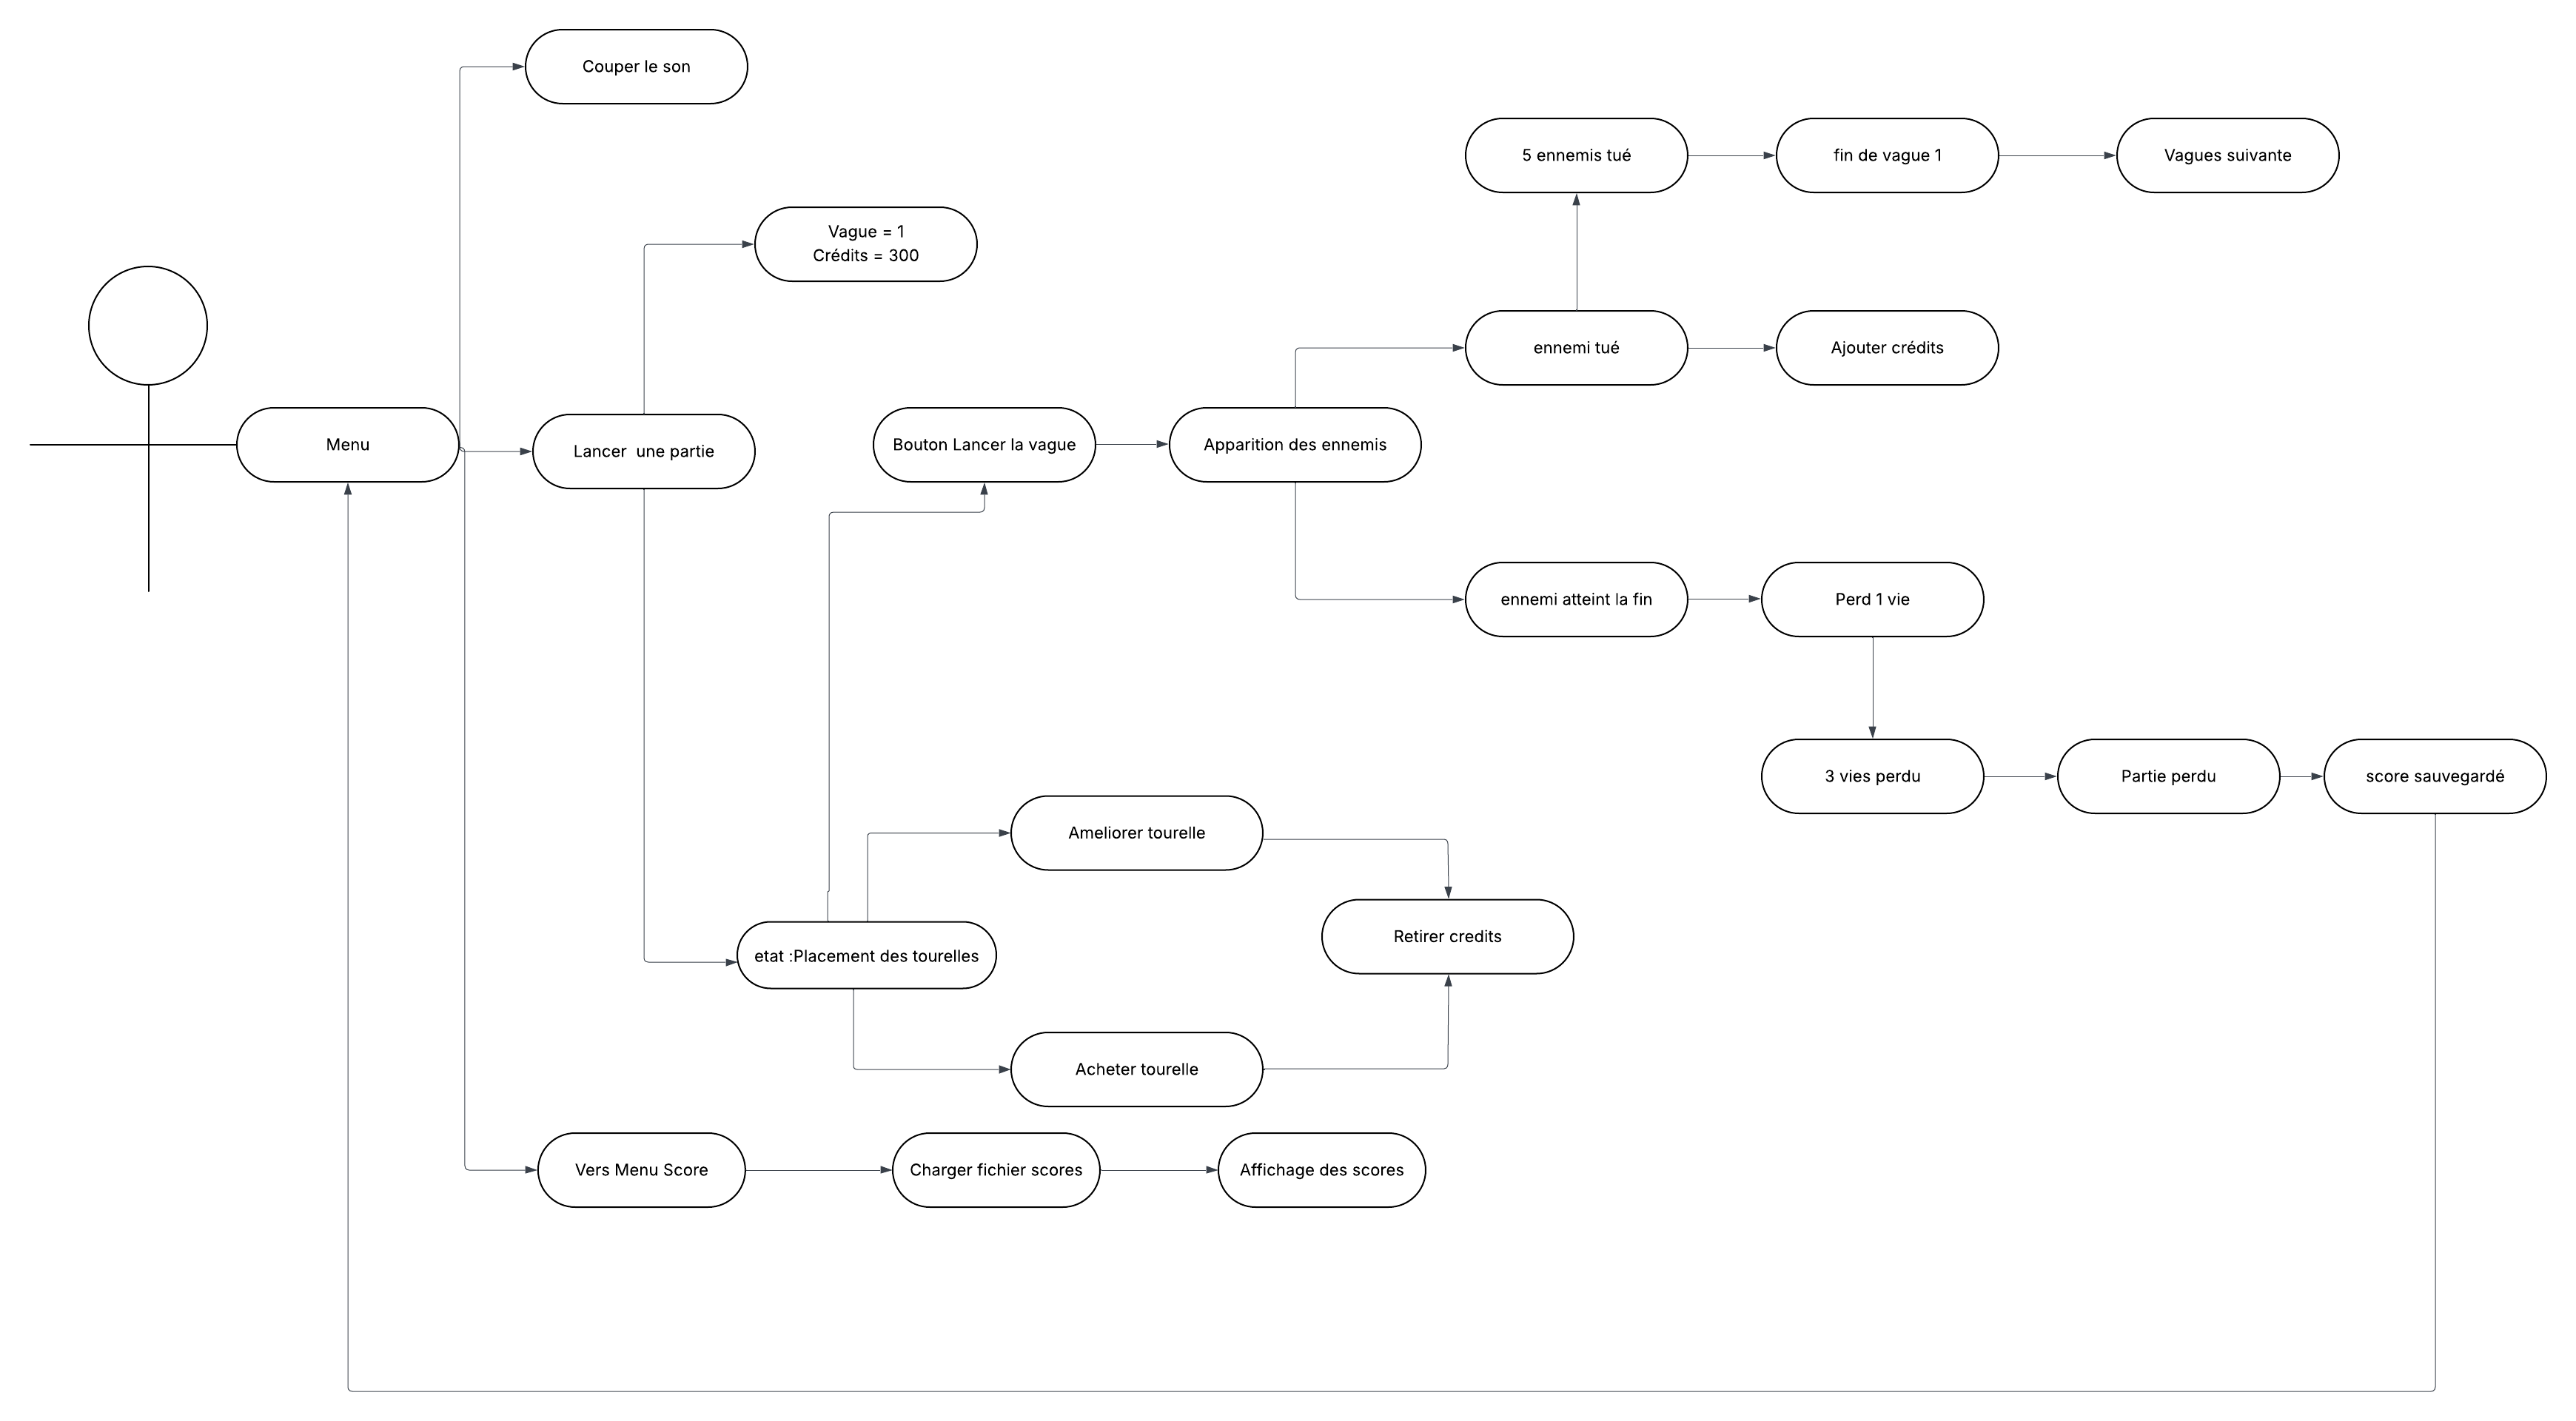 Couper le son
5 ennemis tué
fin de vague 1
Vagues suivante
Vague = 1
Crédits = 300
ennemi tué
Ajouter crédits
Menu
Lancer  une partie
Bouton Lancer la vague
Apparition des ennemis
ennemi atteint la fin
Perd 1 vie
3 vies perdu
Partie perdu
score sauvegardé
Ameliorer tourelle
Retirer credits
etat :Placement des tourelles
Acheter tourelle
Vers Menu Score
Charger fichier scores
Affichage des scores